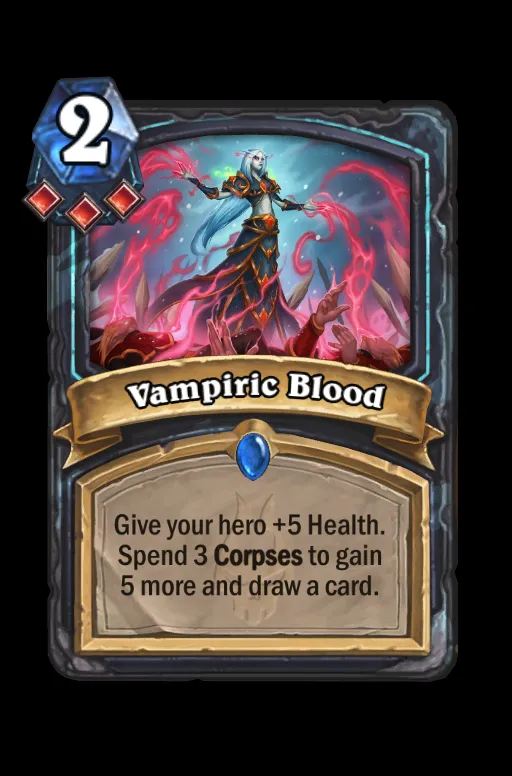 2
Vampiric Blood
Give your hero +5 Health.
Spend 3 Corpses to gain
5 more and draw a card.